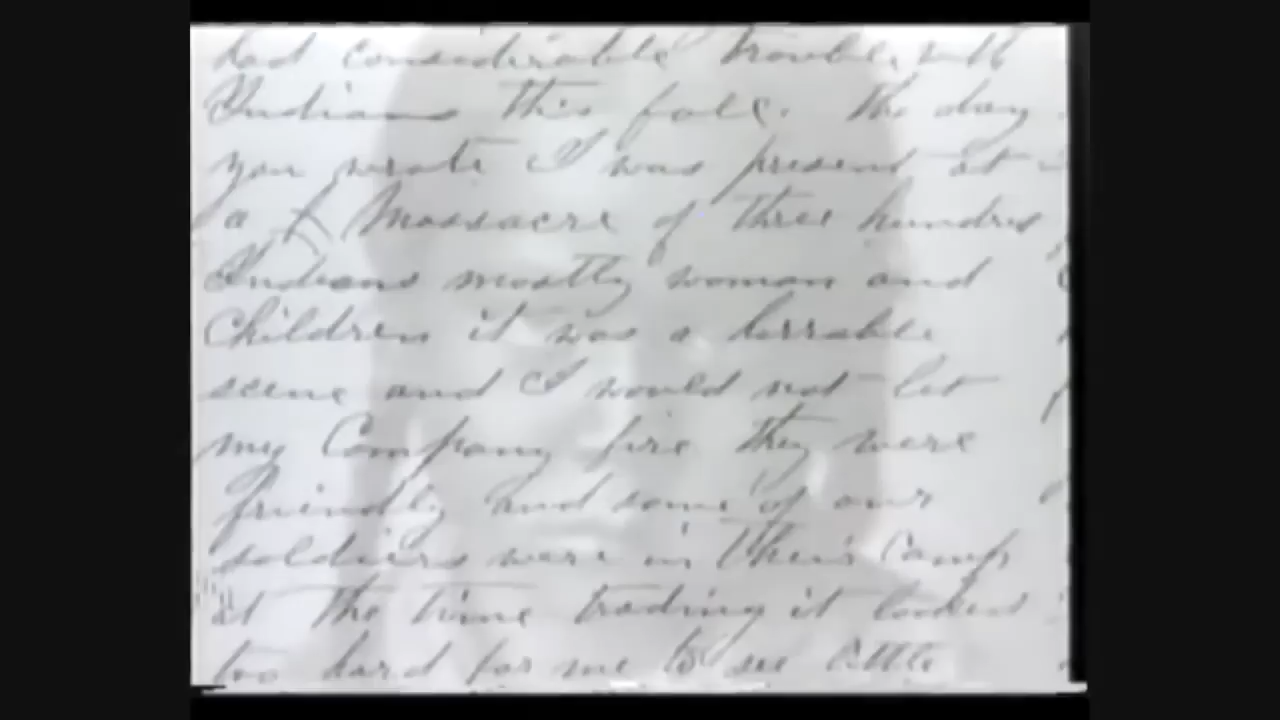 had considerable trouble with
Indians this fall. The day
you wrote I was present at
a Massacre of three hundred
Indians mostly woman and
Children it was a horrable
scene and I would not let
my Company fire they were
friendly and some of our
soldiers were in their Camp
at the time trading it looked
too hard for me to see little